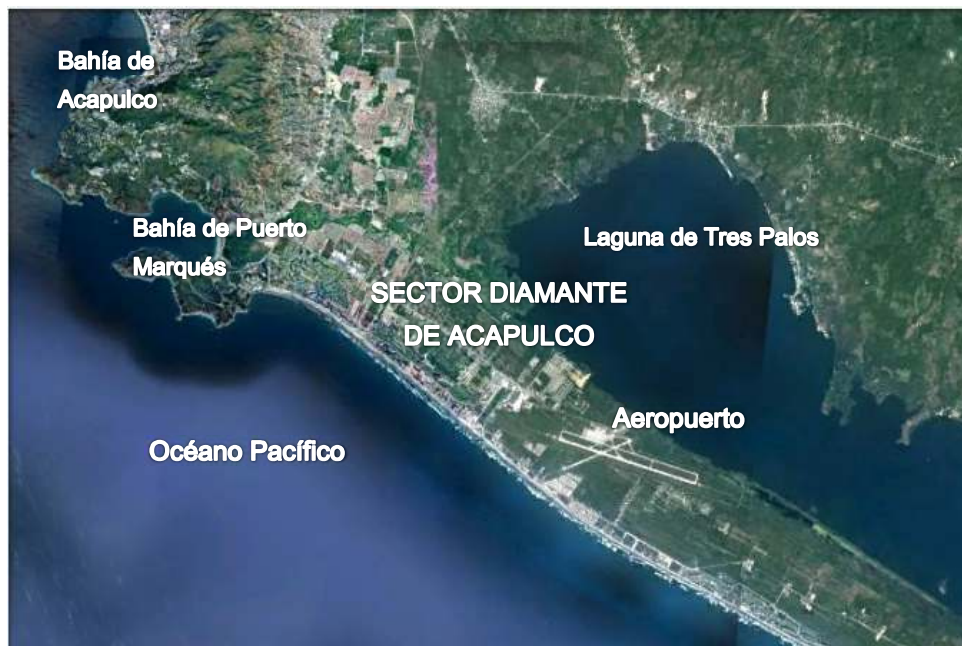 Bahía de
Acapulco
Bahía de Puerto
Marqués
Laguna de Tres Palos
SECTOR DIAMANTE
DE ACAPULCO
Aeropuerto
Océano Pacífico